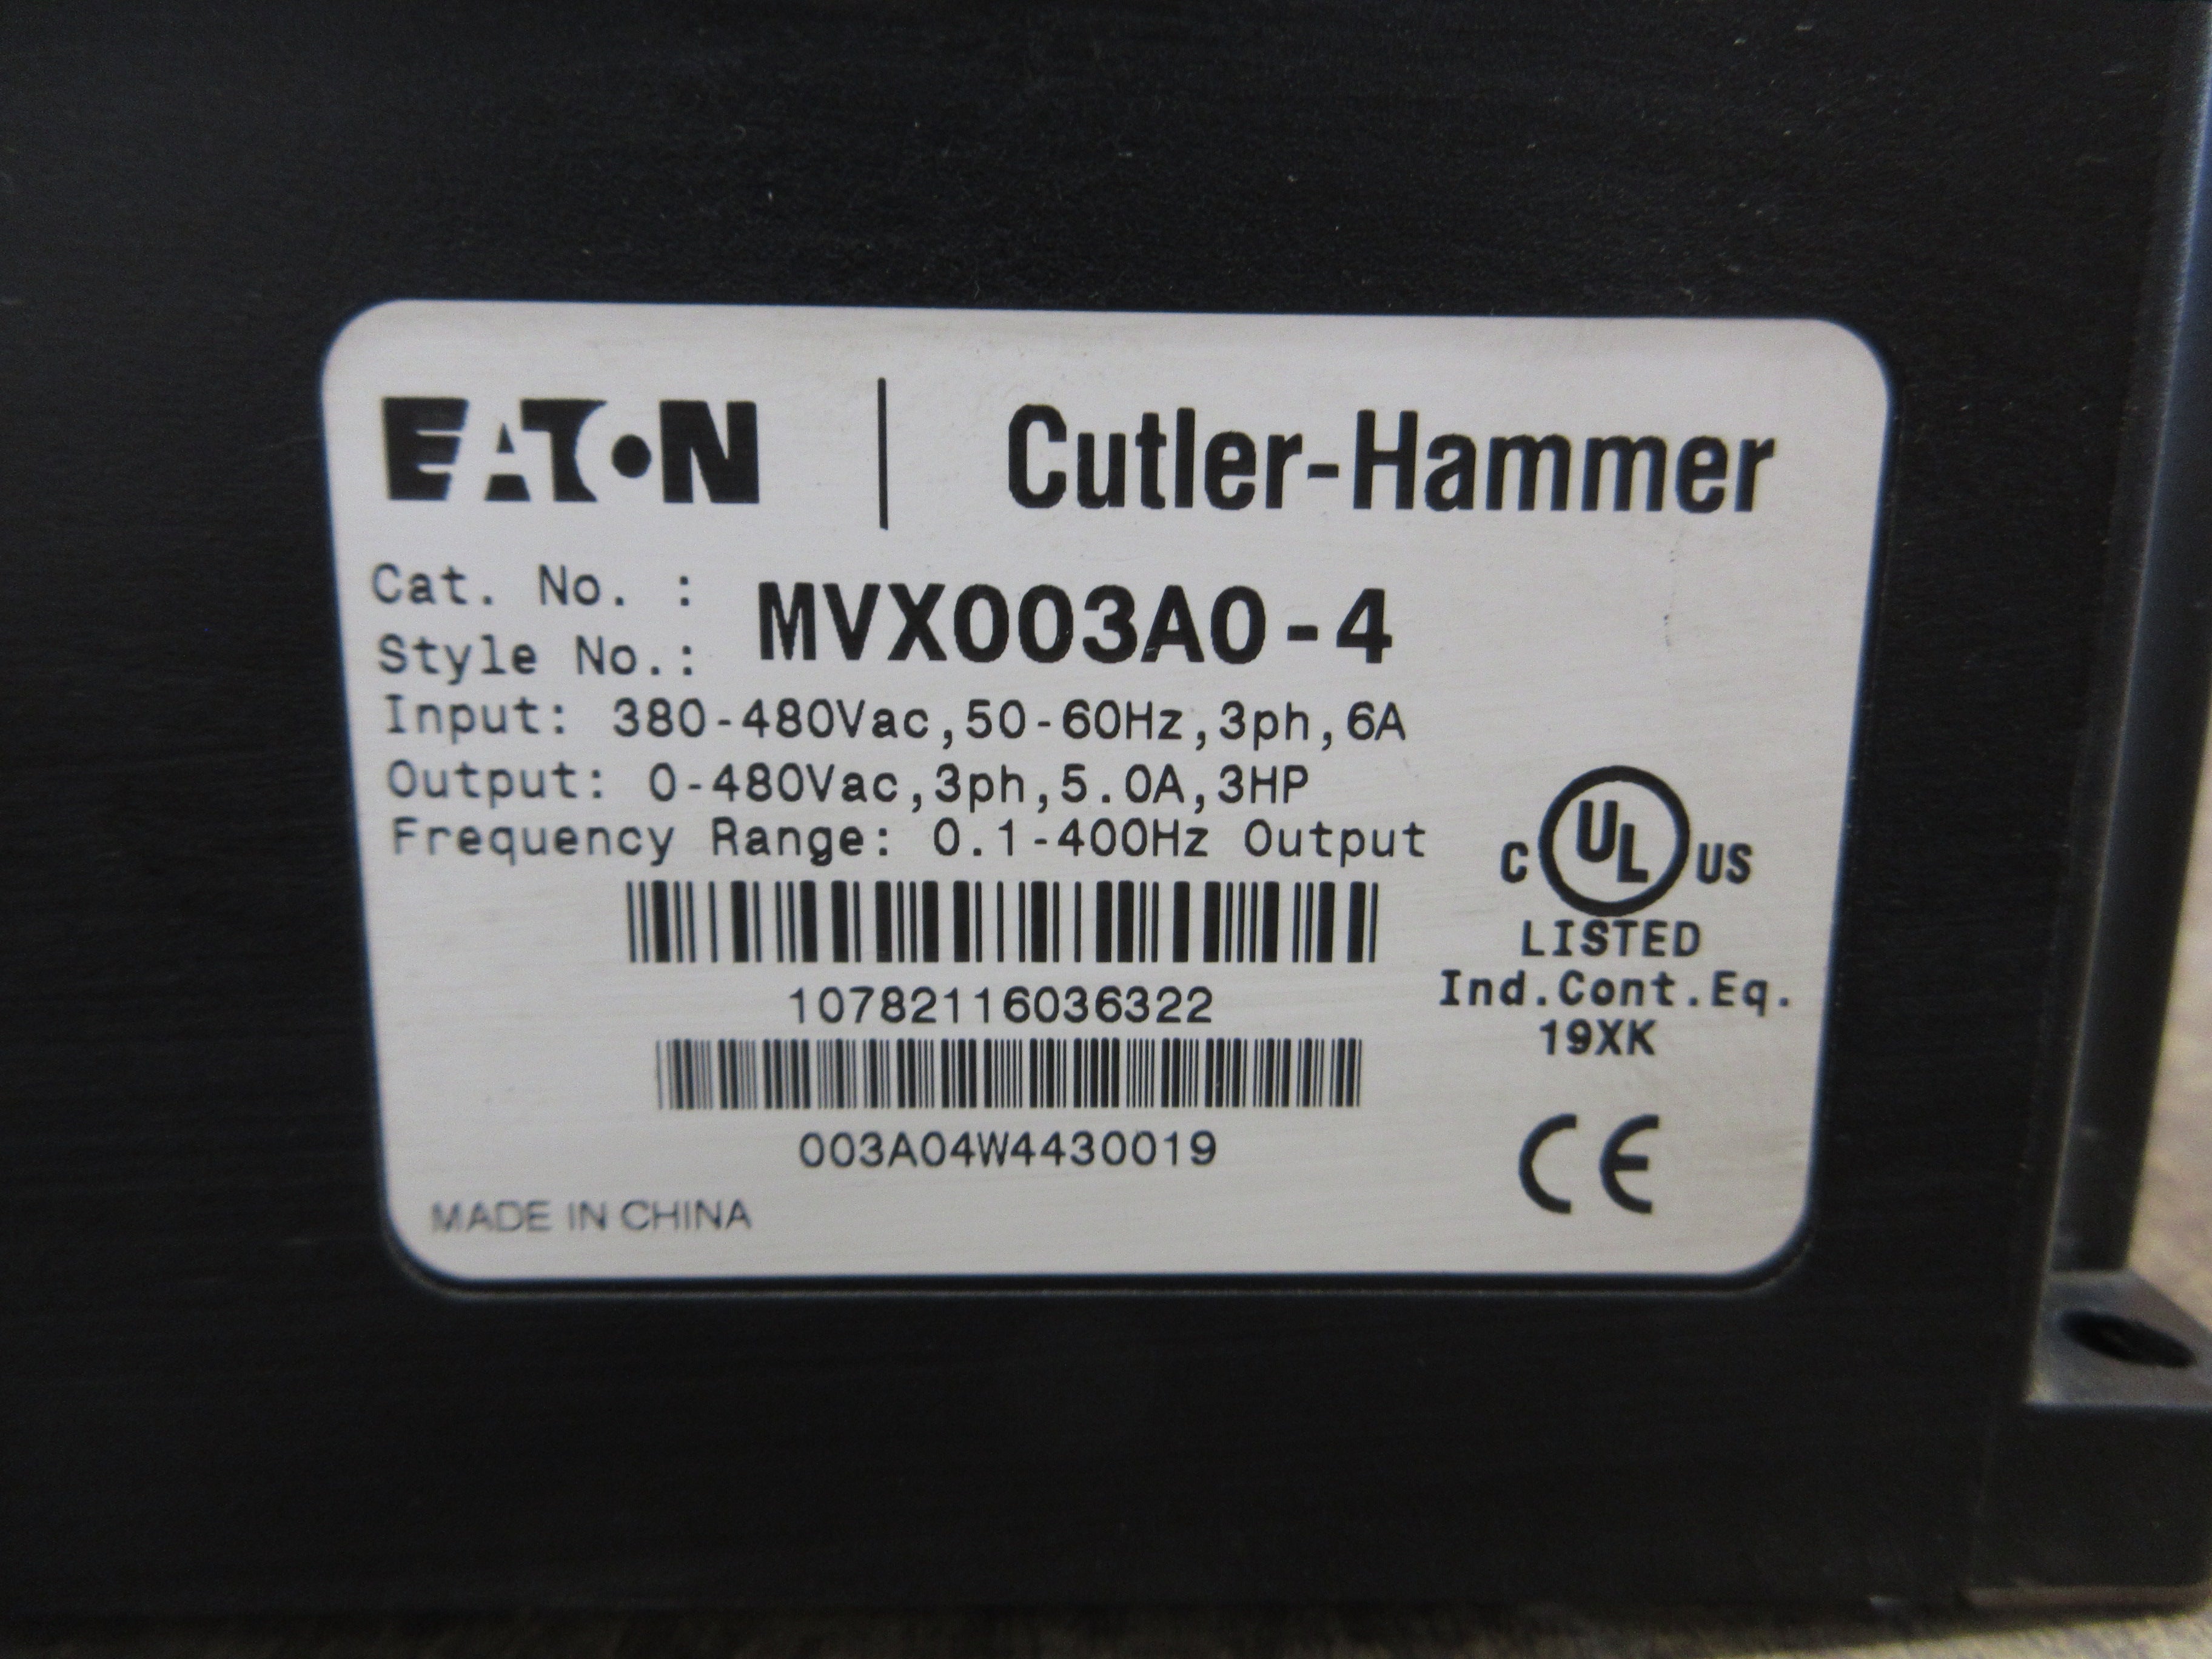 EATON | Cutler-Hammer
Cat. No. :
Style No.: MVX003A0-4
Input: 380-480Vac,50-60Hz,3ph,6A
Output: 0-480Vac,3ph,5.0A,3HP
Frequency Range: 0.1-400Hz Output
C UL US
LISTED
Ind.Cont.Eq.
19XK
10782116036322
003A04W4430019
CE
MADE IN CHINA